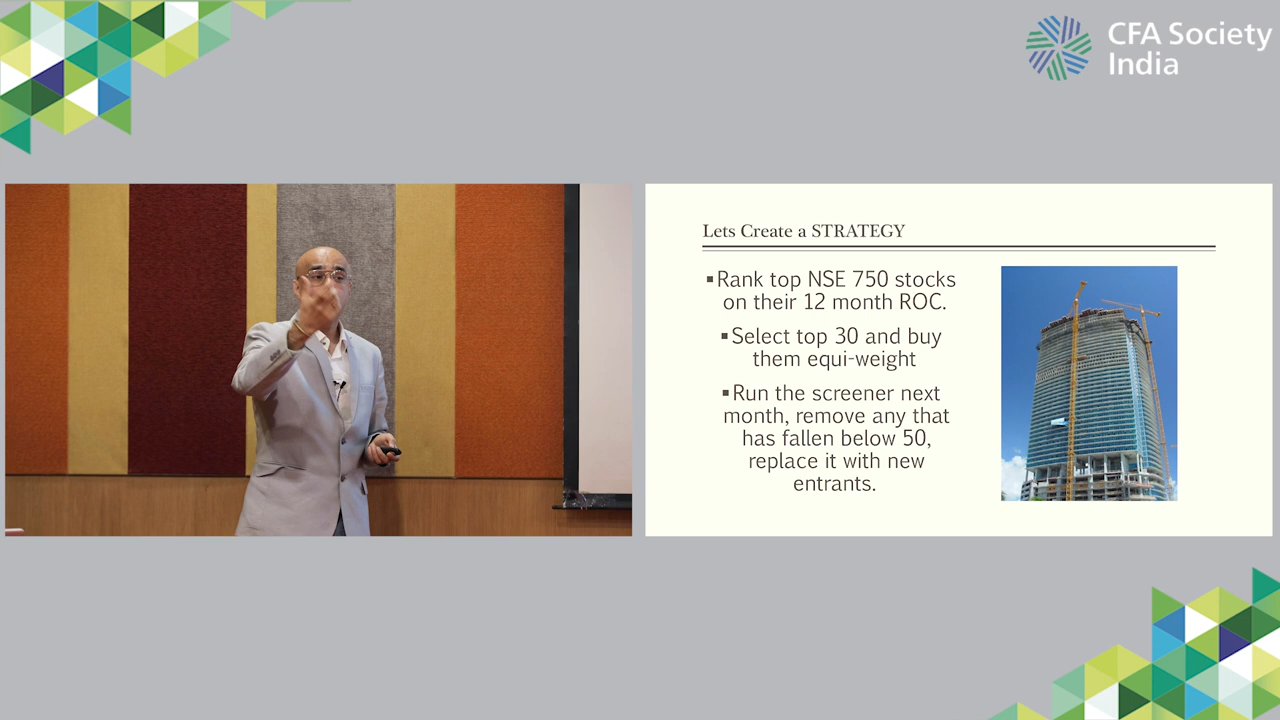 CFA Society
India
Lets Create a STRATEGY
▪Rank top NSE 750 stocks
on their 12 month ROC.
▪Select top 30 and buy
them equi-weight
▪Run the screener next
month, remove any that
has fallen below 50,
replace it with new
entrants.